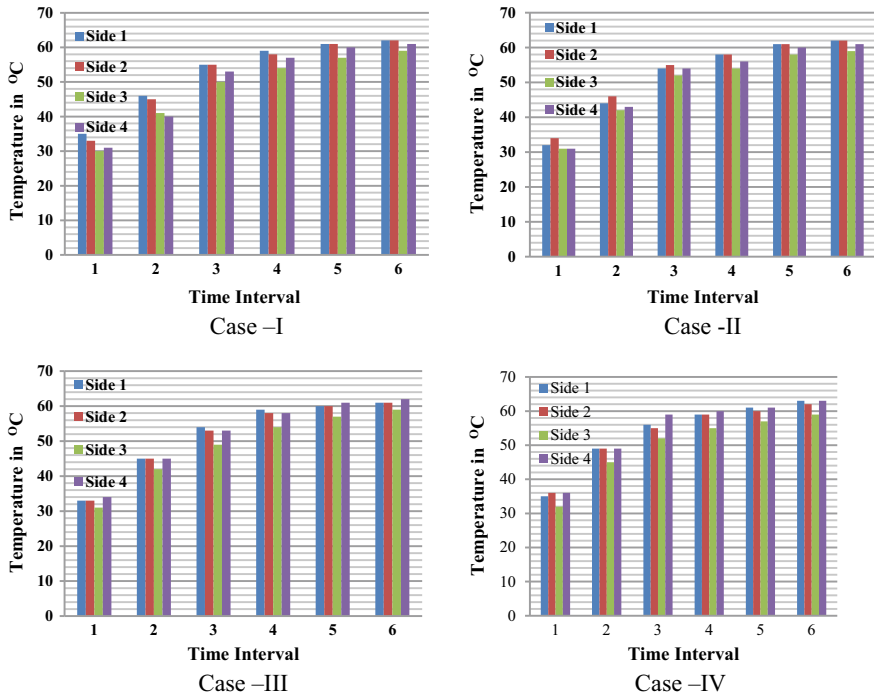 70
60
50
40
30
20
10
0
Temperature in °C
Side 1
Side 2
Side 3
Side 4
1 2 3 4 5 6
Time Interval
Case –I
70
60
50
40
30
20
10
0
Temperature in °C
Side 1
Side 2
Side 3
Side 4
1 2 3 4 5 6
Time Interval
Case -II
70
60
50
40
30
20
10
0
Temperature in °C
Side 1
Side 2
Side 3
Side 4
1 2 3 4 5 6
Time Interval
Case –III
70
60
50
40
30
20
10
0
Temperature in °C
Side 1
Side 2
Side 3
Side 4
1 2 3 4 5 6
Time Interval
Case –IV